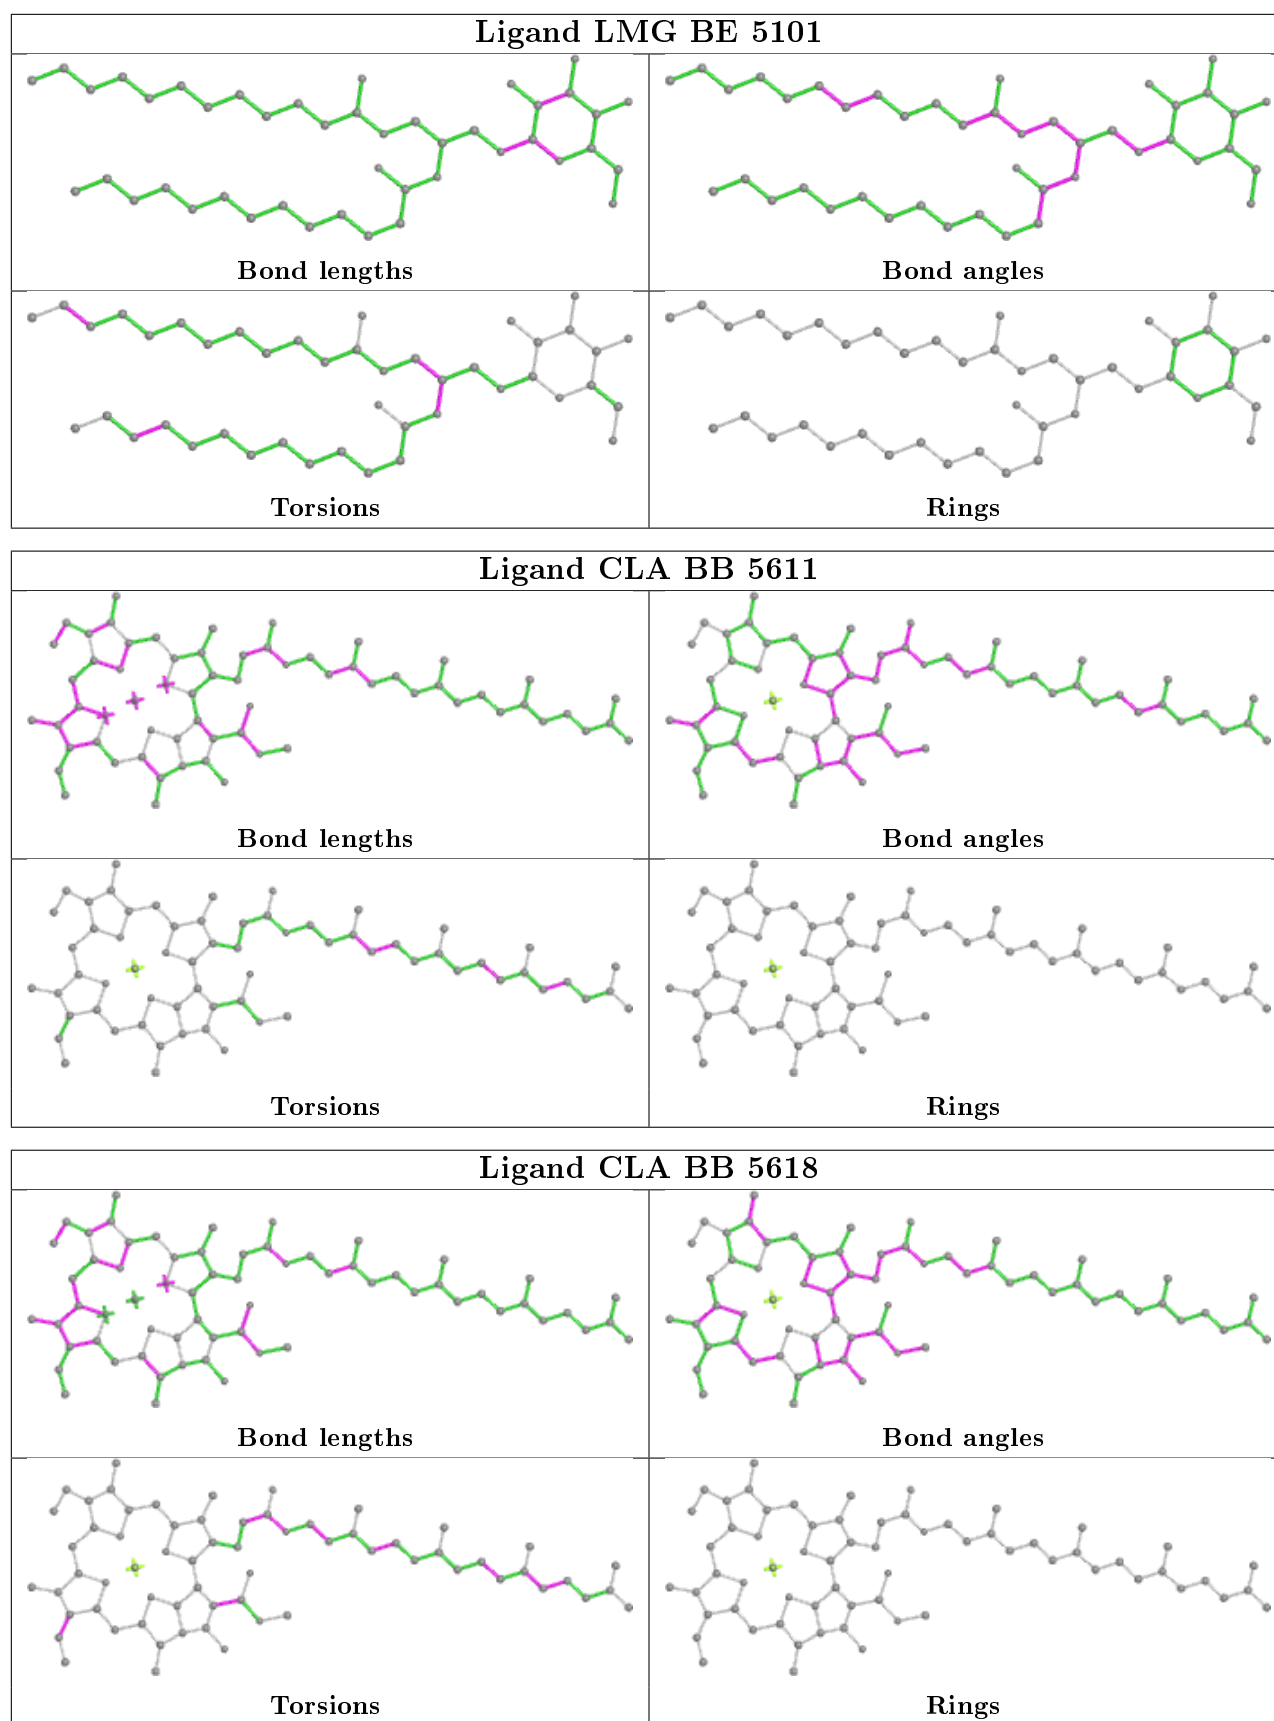 Ligand LMG BE 5101
Bond lengths
Bond angles
Torsions
Rings
Ligand CLA BB 5611
Bond lengths
Bond angles
Torsions
Rings
Ligand CLA BB 5618
Bond lengths
Bond angles
Torsions
Rings